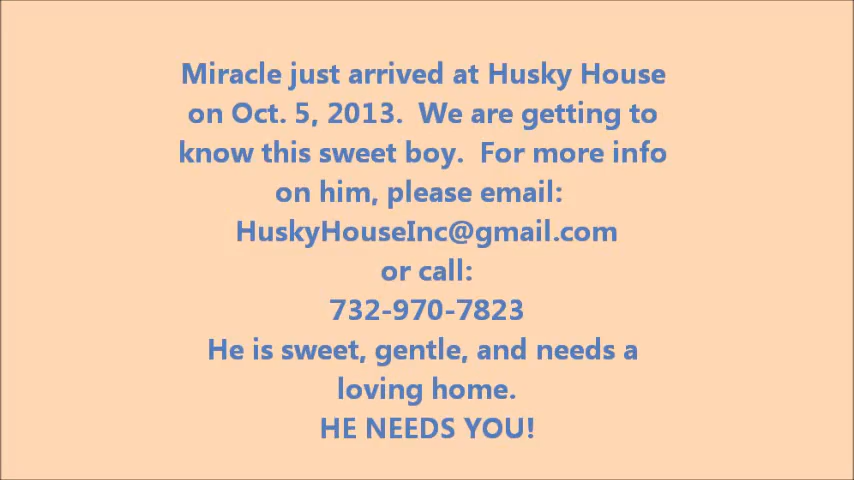 Miracle just arrived at Husky House
on Oct. 5, 2013.  We are getting to
know this sweet boy.  For more info
on him, please email:
HuskyHouseInc@gmail.com
or call:
732-970-7823
He is sweet, gentle, and needs a
loving home.
HE NEEDS YOU!